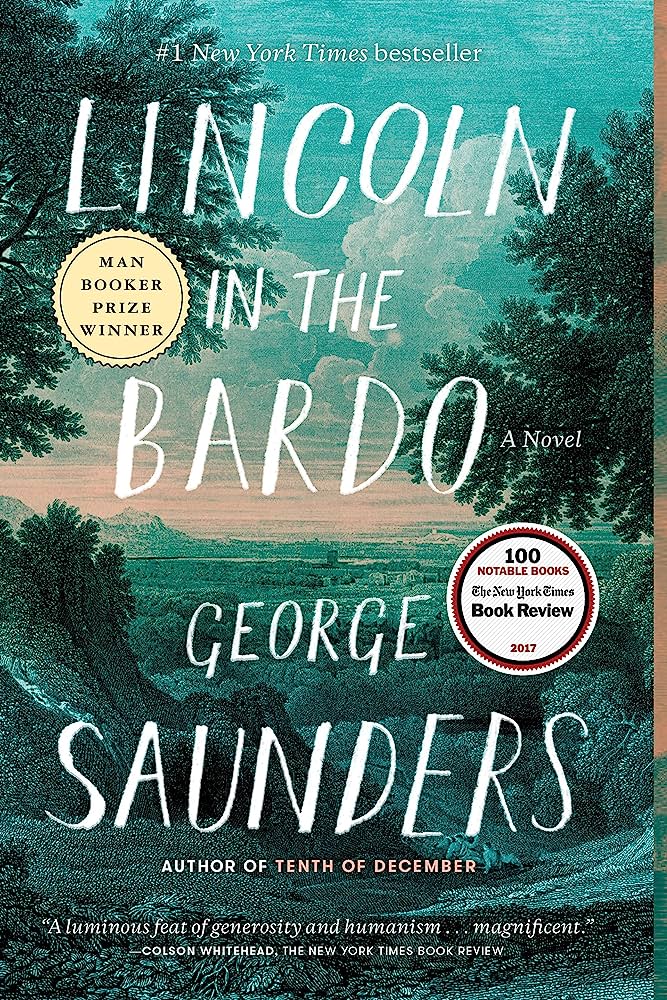 #1 New York Times bestseller
LINCOLN
IN THE
MAN
BOOKER
PRIZE
WINNER
BARDO
A Novel
100
NOTABLE BOOKS
The New York Times
Book Review
2017
GEORGE
SAUNDERS
AUTHOR OF TENTH OF DECEMBER
“A luminous feat of generosity and humanism . . . magnificent.”
—COLSON WHITEHEAD, THE NEW YORK TIMES BOOK REVIEW